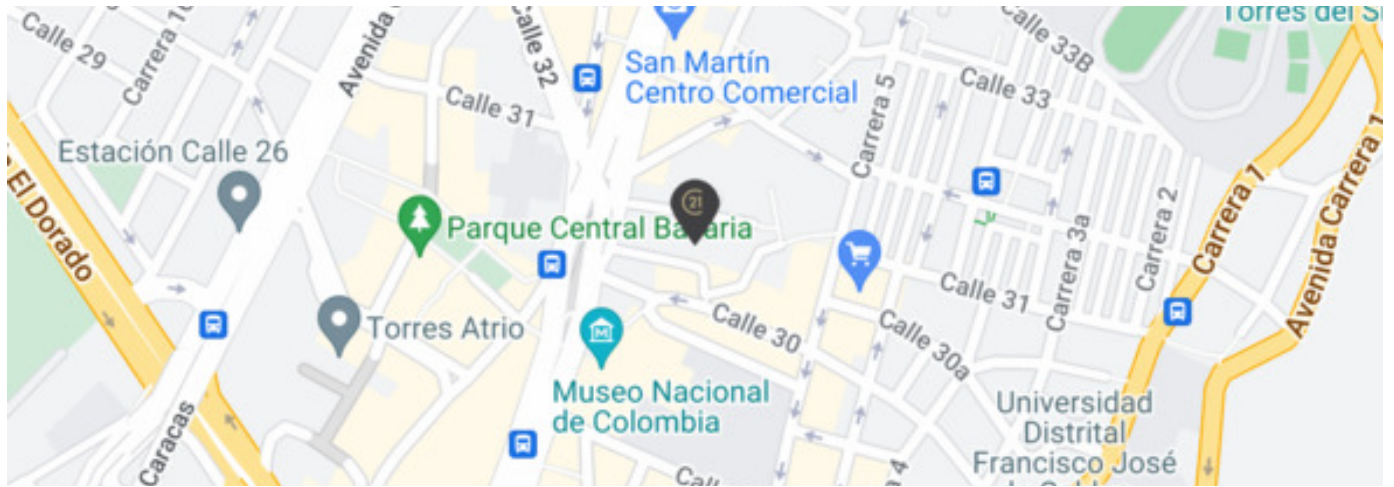 Torres del S
Calle 29
Carrera 1
Avenida
Calle 32
San Martín
Centro Comercial
Calle 33B
Calle 33
Calle 31
Carrera 5
Estación Calle 26
El Dorado
21
Parque Central Bavaria
Carrera 3a
Carrera 2
Carrera 1
Avenida Carrera 1
Calle 31
Torres Atrio
Calle 30
Calle 30a
Museo Nacional
de Colombia
Caracas
Universidad
Distrital
Francisco José
4